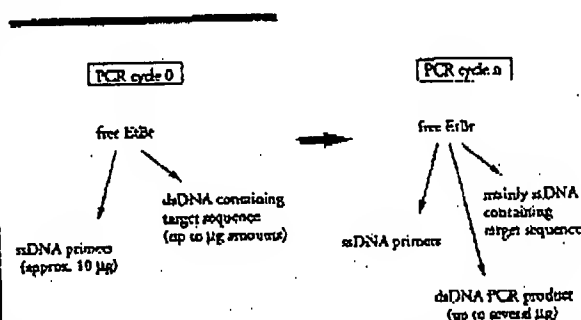 PCR cycle 0
free EtBr
ssDNA primers
(approx. 10 µg)
dsDNA containing
target sequence
(up to µg amounts)
PCR cycle n
free EtBr
ssDNA primers
mainly ssDNA
containing
target sequence
dsDNA PCR product
(up to several µg)